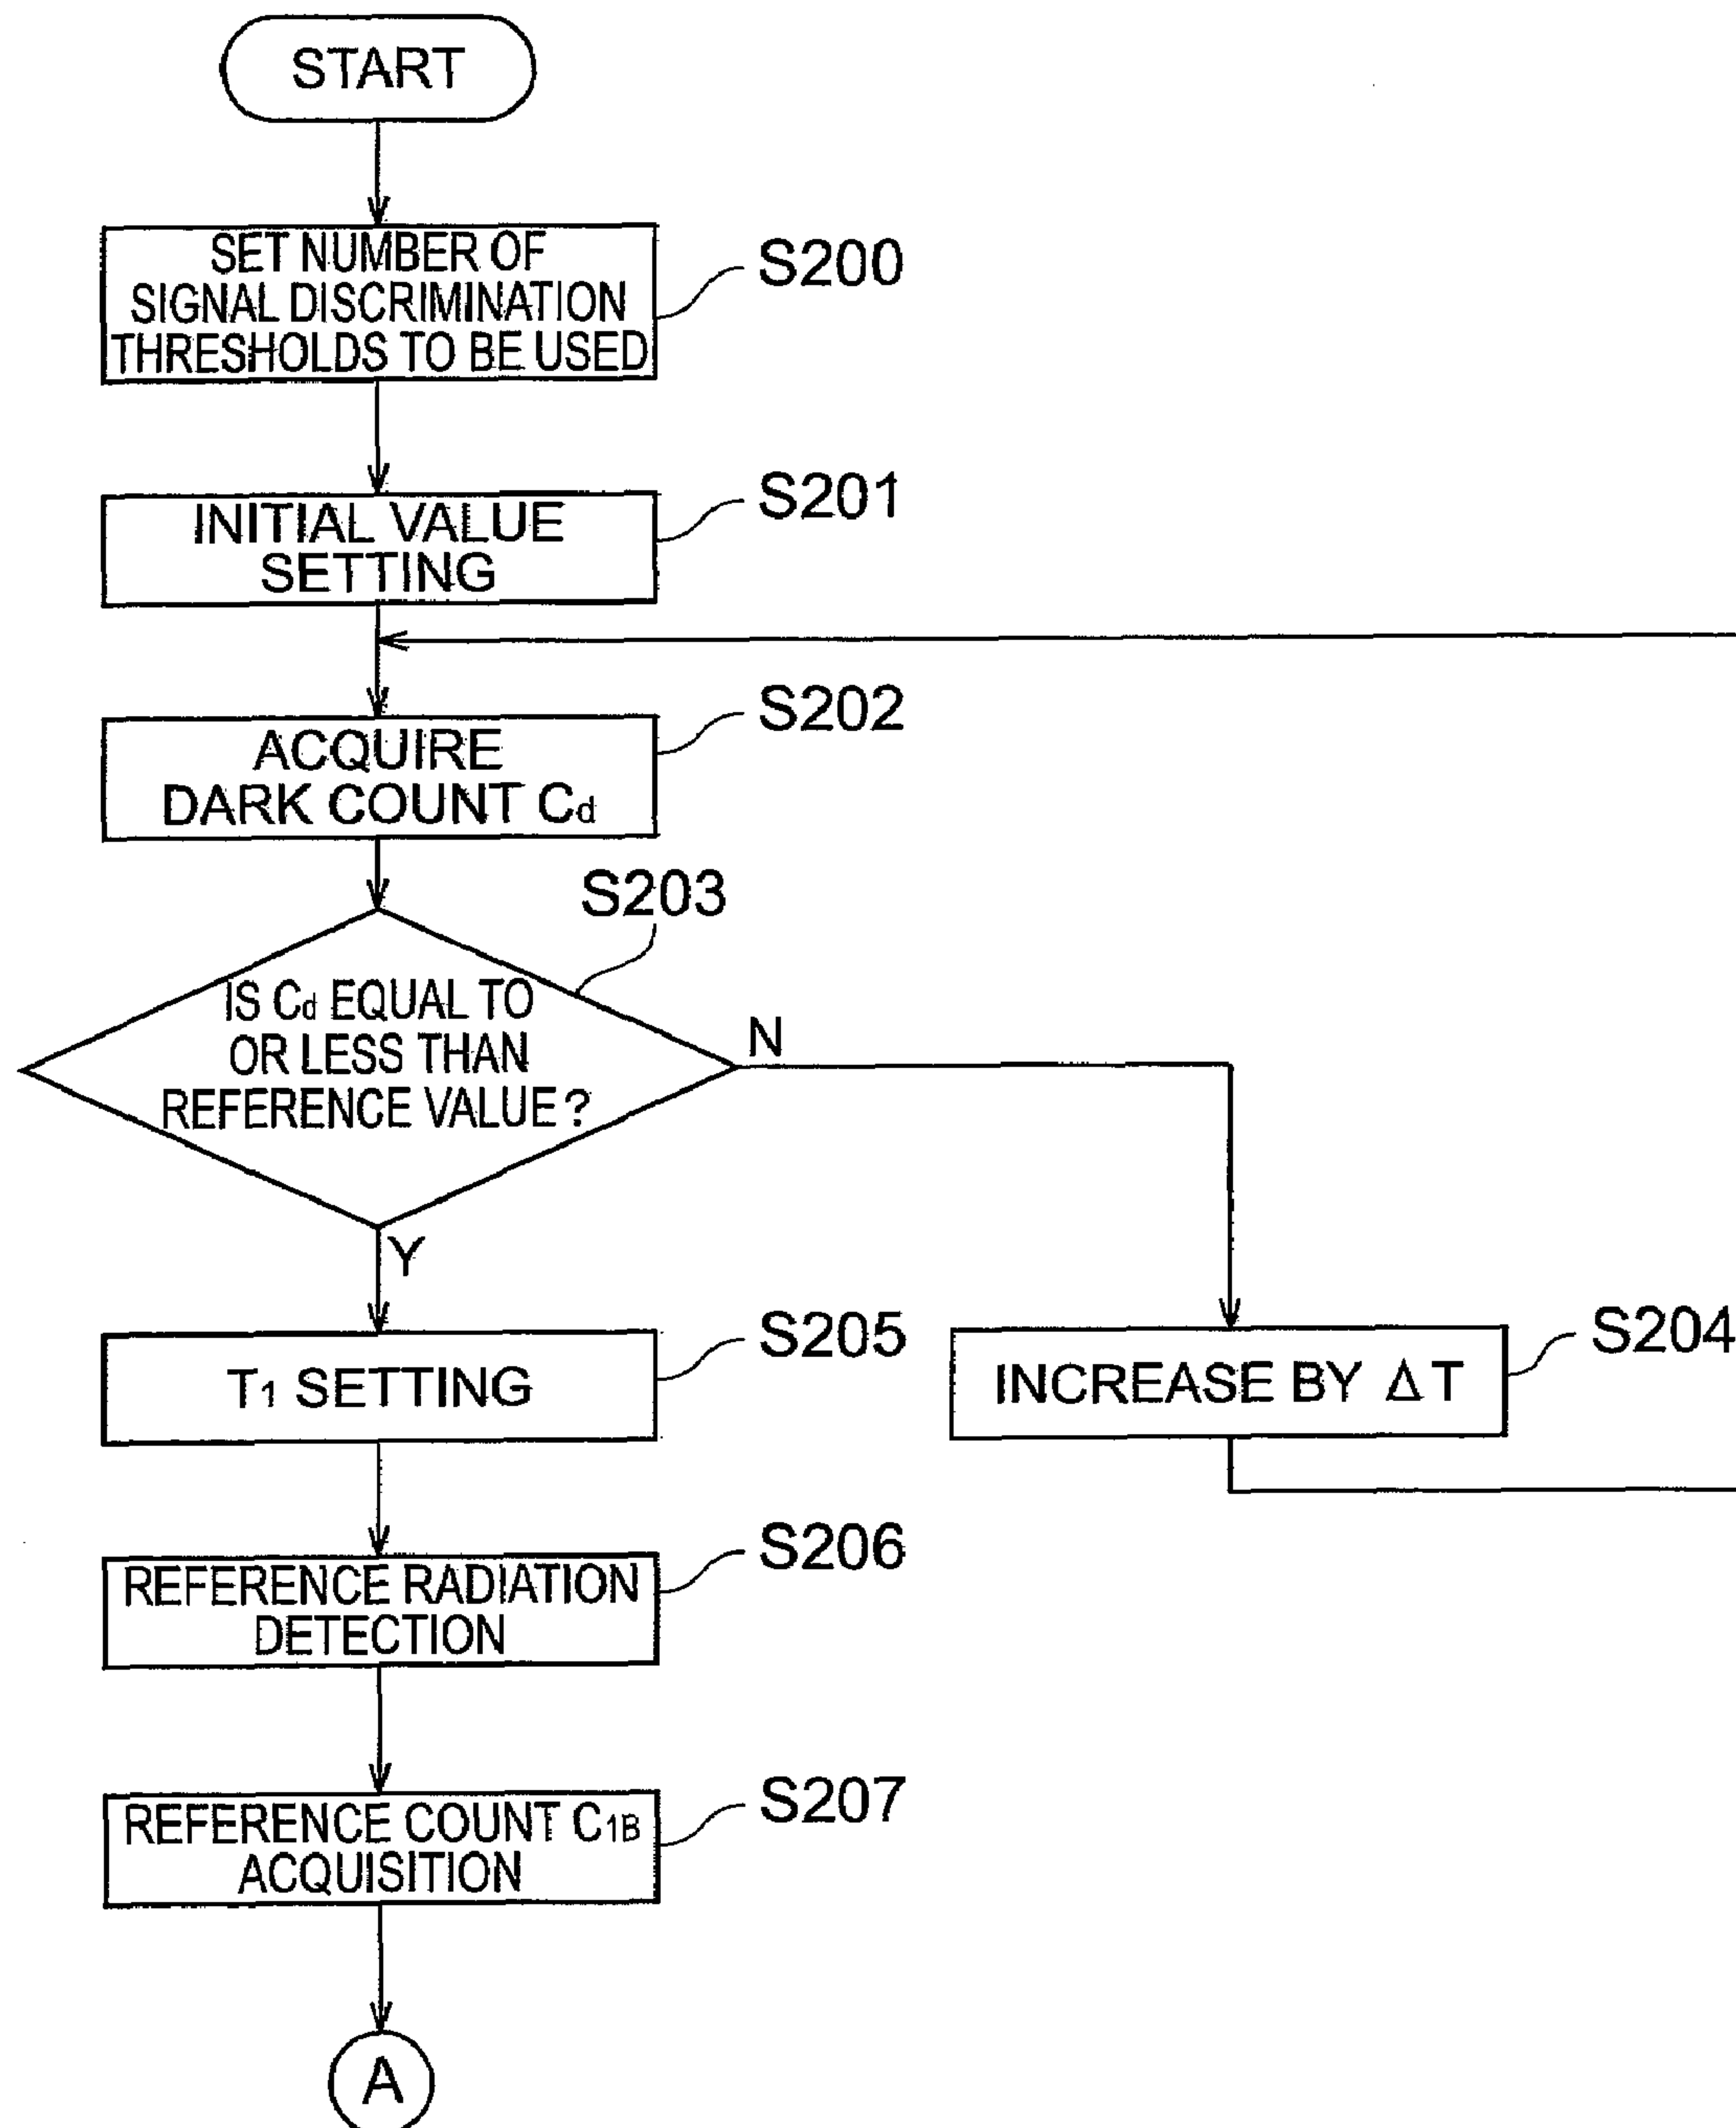 START
SET NUMBER OF
SIGNAL DISCRIMINATION
THRESHOLDS TO BE USED
S200
INITIAL VALUE
SETTING
S201
ACQUIRE
DARK COUNT Cd
S202
S203
IS Cd EQUAL TO
OR LESS THAN
REFERENCE VALUE?
N
Y
T1 SETTING
S205
INCREASE BY ΔT
S204
REFERENCE RADIATION
DETECTION
S206
REFERENCE COUNT C1B
ACQUISITION
S207
A